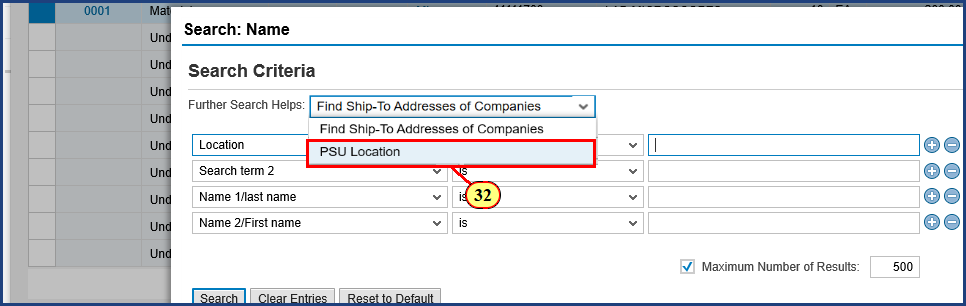 0001
Search: Name
Und
Und
Search Criteria
Und
Further Search Helps: Find Ship-To Addresses of Companies
Und
Find Ship-To Addresses of Companies
Location
Und
PSU Location
Search term 2 is
Und
32
Name 1/last name is
Und
Name 2/First name is
Und
Und
Maximum Number of Results: 500
Search Clear Entries Reset to Default